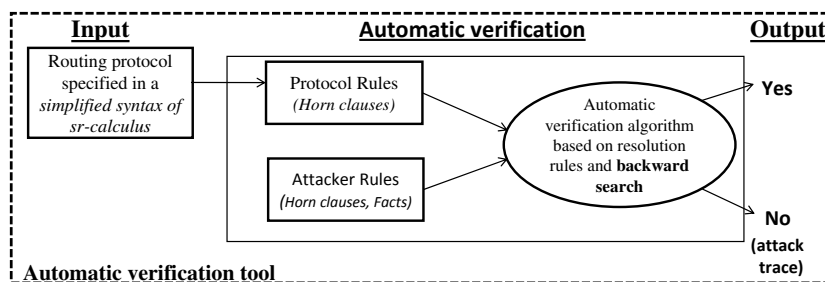 Input
Automatic verification
Output
Routing protocol
specified in a
simplified syntax of
sr-calculus
Protocol Rules
(Horn clauses)
Attacker Rules
(Horn clauses, Facts)
Automatic
verification algorithm
based on resolution
rules and backward
search
Yes
No
(attack
trace)
Automatic verification tool